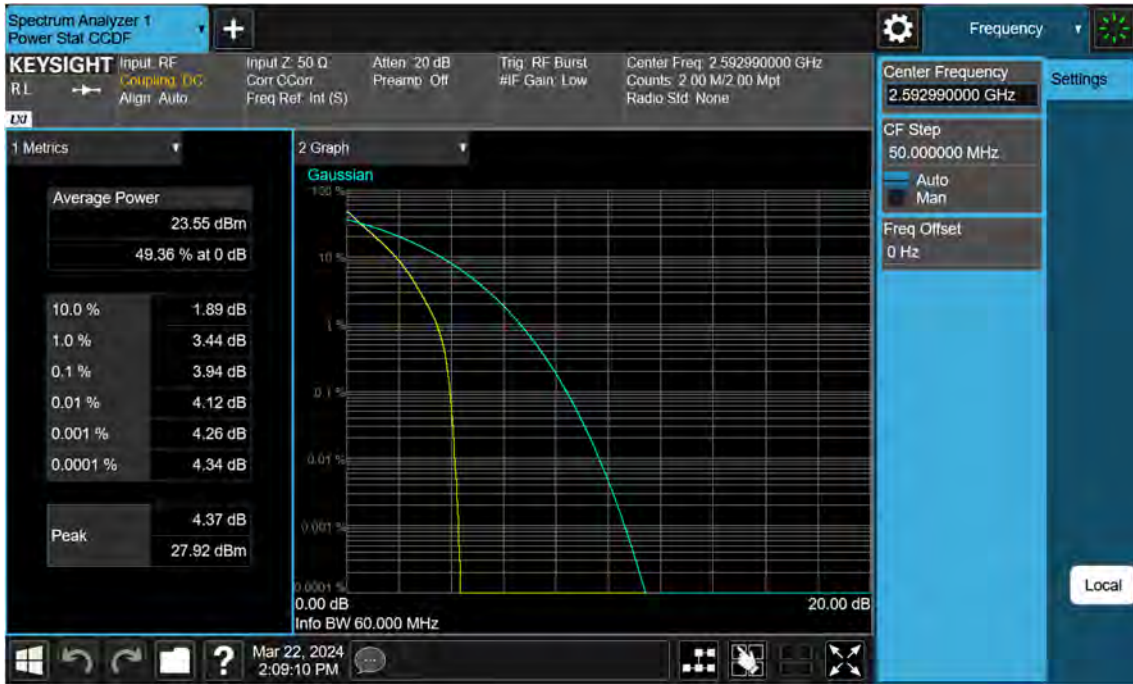 Spectrum Analyzer 1
Power Stat CCDF
Frequency
KEYSIGHT
R L
LXI
Input: RF
Coupling: DC
Align: Auto
Input Z: 50 Ω
Corr CCorr
Freq Ref: Int (S)
Atten: 20 dB
Preamp: Off
Trig: RF Burst
#IF Gain: Low
Center Freq: 2.592990000 GHz
Counts: 2.00 M/2.00 Mpt
Radio Std: None
Center Frequency
2.592990000 GHz
Settings
CF Step
50.000000 MHz
Auto
Man
Freq Offset
0 Hz
Local
1 Metrics
Average Power
23.55 dBm
49.36 % at 0 dB
10.0 % 1.89 dB
1.0 % 3.44 dB
0.1 % 3.94 dB
0.01 % 4.12 dB
0.001 % 4.26 dB
0.0001 % 4.34 dB
Peak
4.37 dB
27.92 dBm
2 Graph
Gaussian
100 %
10 %
1 %
0.1 %
0.01 %
0.001 %
0.0001 %
0.00 dB 20.00 dB
Info BW 60.000 MHz
?
Mar 22, 2024
2:09:10 PM